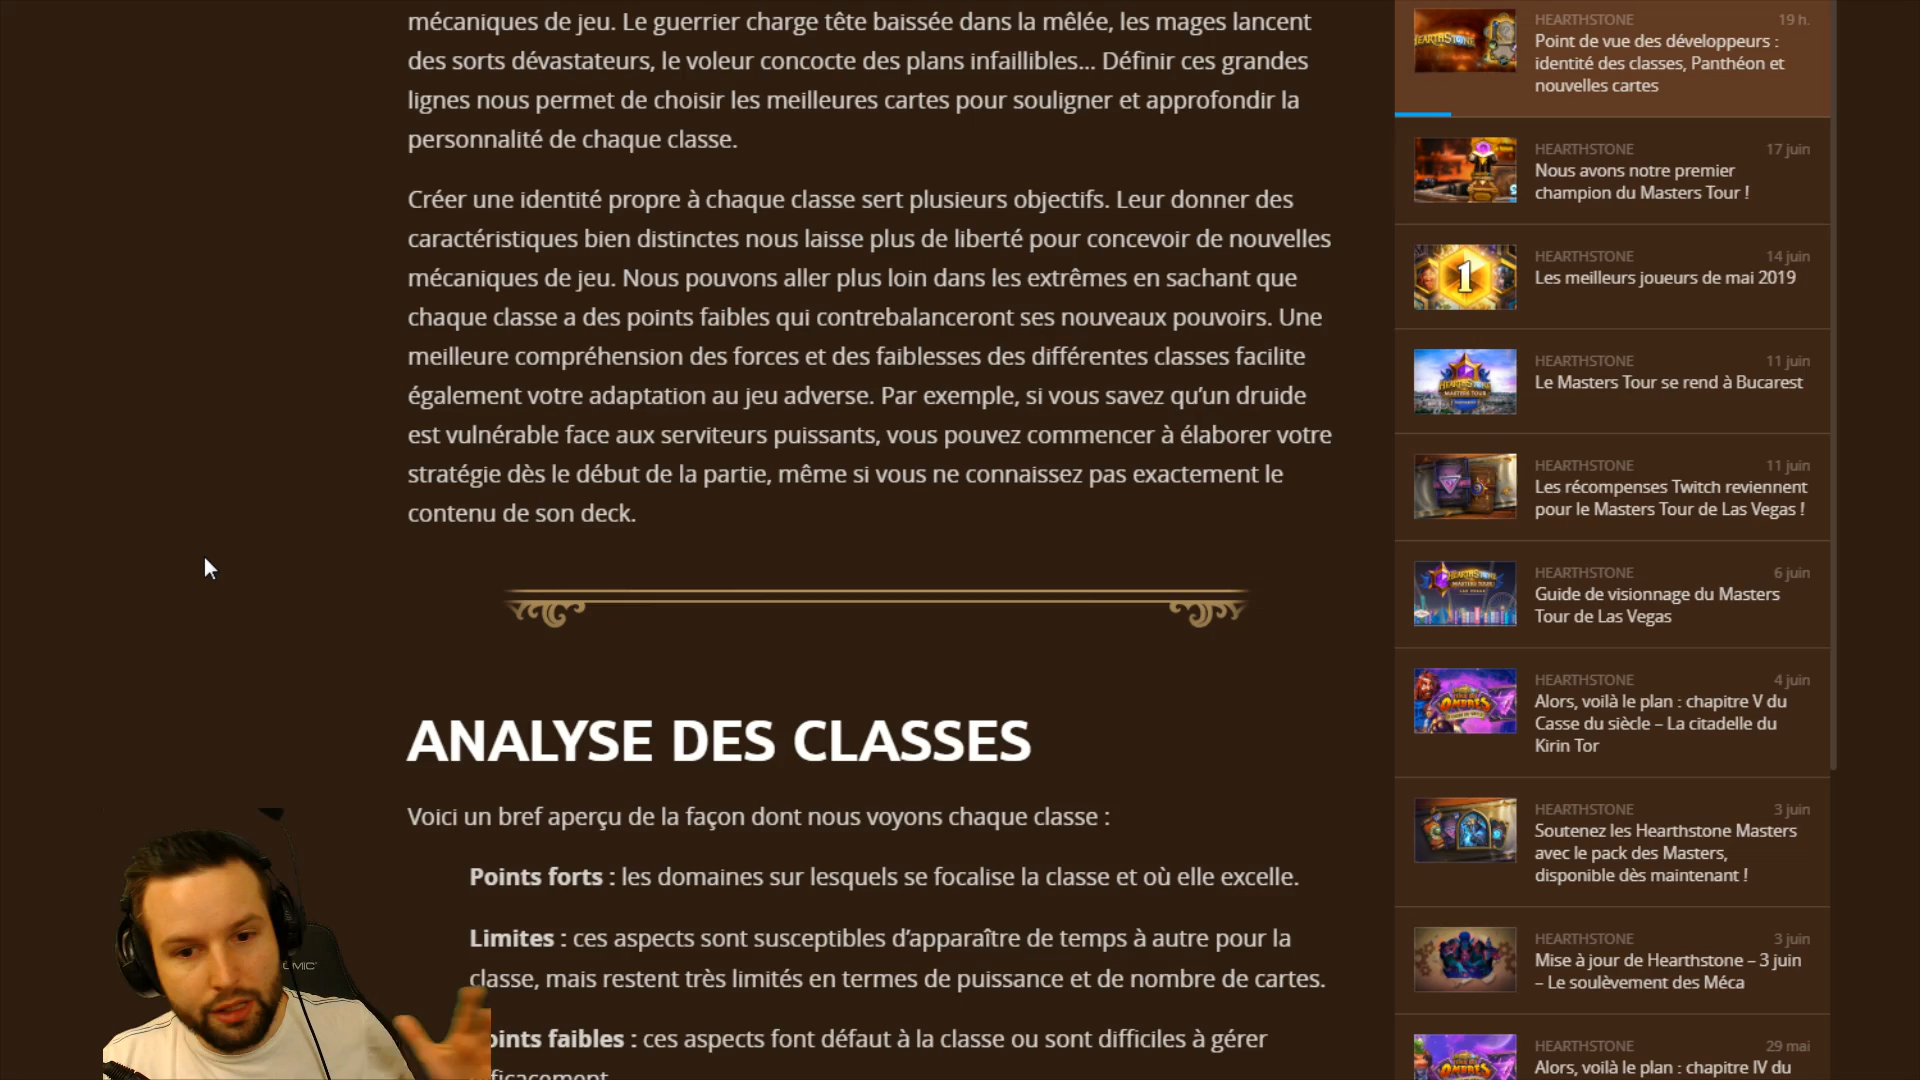 mécaniques de jeu. Le guerrier charge tête baissée dans la mêlée, les mages lancent
des sorts dévastateurs, le voleur concocte des plans infaillibles... Définir ces grandes
lignes nous permet de choisir les meilleures cartes pour souligner et approfondir la
personnalité de chaque classe.
Créer une identité propre à chaque classe sert plusieurs objectifs. Leur donner des
caractéristiques bien distinctes nous laisse plus de liberté pour concevoir de nouvelles
mécaniques de jeu. Nous pouvons aller plus loin dans les extrêmes en sachant que
chaque classe a des points faibles qui contrebalanceront ses nouveaux pouvoirs. Une
meilleure compréhension des forces et des faiblesses des différentes classes facilite
également votre adaptation au jeu adverse. Par exemple, si vous savez qu'un druide
est vulnérable face aux serviteurs puissants, vous pouvez commencer à élaborer votre
stratégie dès le début de la partie, même si vous ne connaissez pas exactement le
contenu de son deck.
ANALYSE DES CLASSES
Voici un bref aperçu de la façon dont nous voyons chaque classe :
Points forts : les domaines sur lesquels se focalise la classe et où elle excelle.
Limites : ces aspects sont susceptibles d'apparaître de temps à autre pour la
classe, mais restent très limités en termes de puissance et de nombre de cartes.
oints faibles : ces aspects font défaut à la classe ou sont difficiles à gérer
ficacement.
HEARTHSTONE 19 h.
Point de vue des développeurs :
identité des classes, Panthéon et
nouvelles cartes
HEARTHSTONE 17 juin
Nous avons notre premier
champion du Masters Tour !
1
HEARTHSTONE 14 juin
Les meilleurs joueurs de mai 2019
HEARTHSTONE 11 juin
Le Masters Tour se rend à Bucarest
HEARTHSTONE 11 juin
Les récompenses Twitch reviennent
pour le Masters Tour de Las Vegas !
HEARTHSTONE 6 juin
Guide de visionnage du Masters
Tour de Las Vegas
HEARTHSTONE 4 juin
Alors, voilà le plan : chapitre V du
Casse du siècle – La citadelle du
Kirin Tor
HEARTHSTONE 3 juin
Soutenez les Hearthstone Masters
avec le pack des Masters,
disponible dès maintenant !
HEARTHSTONE 3 juin
Mise à jour de Hearthstone – 3 juin
– Le soulèvement des Méca
HEARTHSTONE 29 mai
Alors, voilà le plan : chapitre IV du